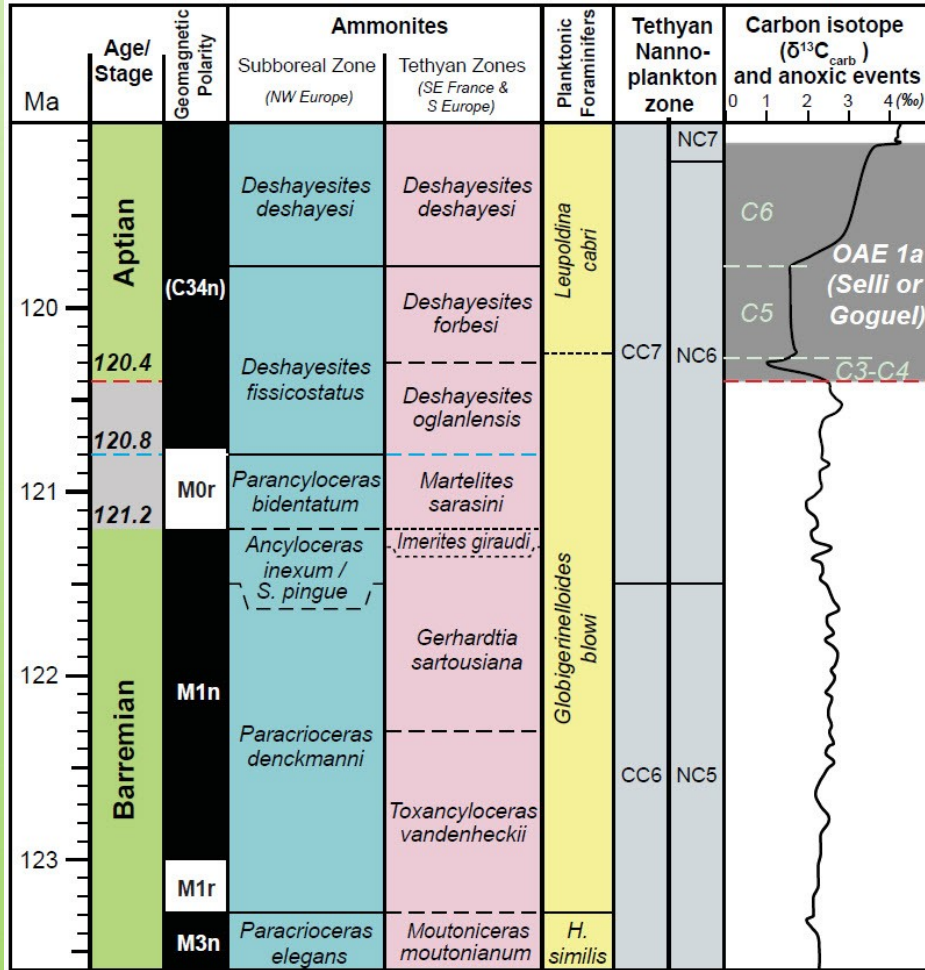 Ma
Age/
Stage
Geomagnetic
Polarity
Ammonites
Subboreal Zone
(NW Europe)
Tethyan Zones
(SE France &
S Europe)
Planktonic
Foraminifers
Tethyan
Nanno-
plankton
zone
Carbon isotope
(δ¹³Ccarb)
and anoxic events
0 1 2 3 4 (‰)
120
121
122
123
Aptian
120.4
120.8
121.2
Barremian
(C34n)
M0r
M1n
M1r
M3n
Deshayesites
deshayesi
Deshayesites
fissicostatus
Parancyloceras
bidentatum
Ancyloceras
inexum /
S. pingue
Paracrioceras
denckmanni
Paracrioceras
elegans
Deshayesites
deshayesi
Deshayesites
forbesi
Deshayesites
oglanlensis
Martelites
sarasini
Imerites giraudi
Gerhardtia
sartousiana
Toxancyloceras
vandenheckii
Moutoniceras
moutonianum
Leupoldina
cabri
Globigerinelloides
blowi
H.
similis
CC7
CC6
NC7
NC6
NC5
C6
OAE 1a
(Selli or
Goguel)
C5
C3-C4